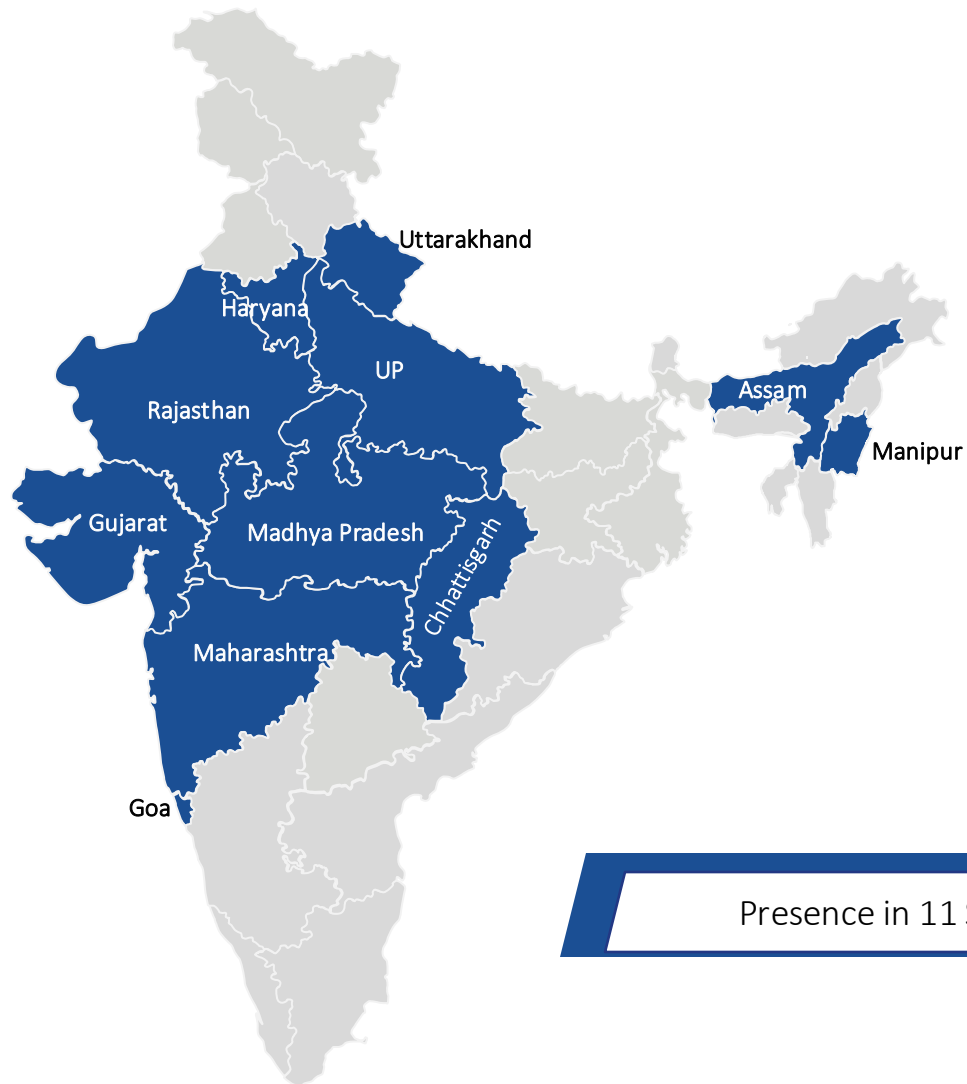 Uttarakhand
Haryana
UP
Rajasthan
Assam
Manipur
Gujarat
Madhya Pradesh
Chhattisgarh
Maharashtra
Goa
Presence in 11